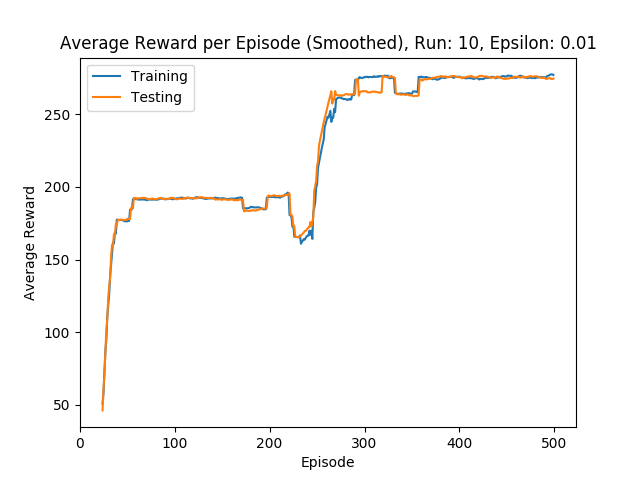 Average Reward per Episode (Smoothed), Run: 10, Epsilon: 0.01
Training
Testing
Average Reward
250
200
150
100
50
0 100 200 300 400 500
Episode